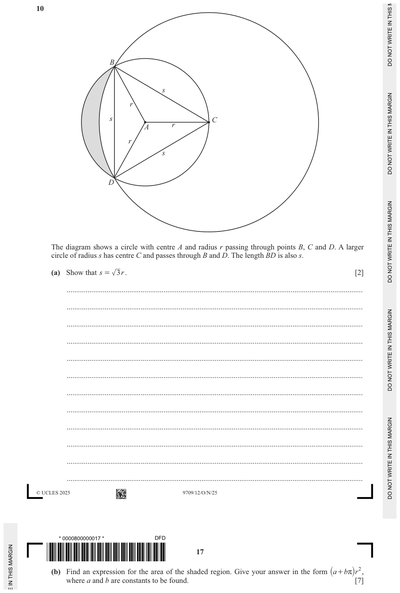 10
B
r
s
s
A
r
C
r
s
D
The diagram shows a circle with centre A and radius r passing through points B, C and D. A larger
circle of radius s has centre C and passes through B and D. The length BD is also s.
(a) Show that s = √3 r. [2]
© UCLES 2025
9709-12/O/N/25
DO NOT WRITE IN THIS MARGIN
DO NOT WRITE IN THIS MARGIN
DO NOT WRITE IN THIS MARGIN
DO NOT WRITE IN THIS MARGIN
DO NOT WRITE IN THIS MARGIN
* 0000800000017 *
DFD
17
(b) Find an expression for the area of the shaded region. Give your answer in the form (a + bπ)r²,
where a and b are constants to be found. [7]
E IN THIS MARGIN